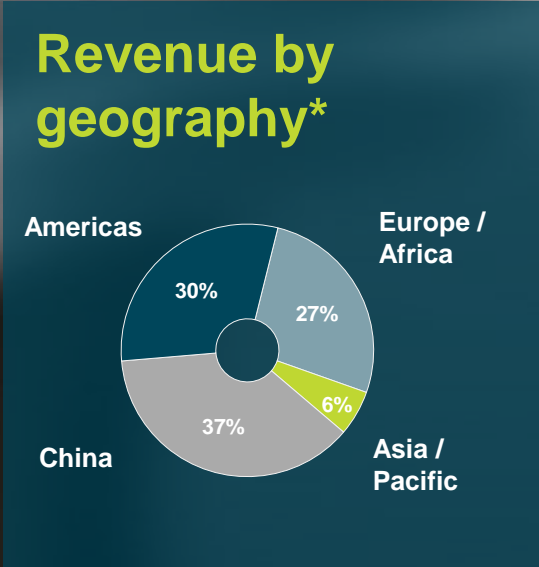 Revenue by
geography*
Americas
Europe /
Africa
30%
27%
6%
37%
China
Asia /
Pacific